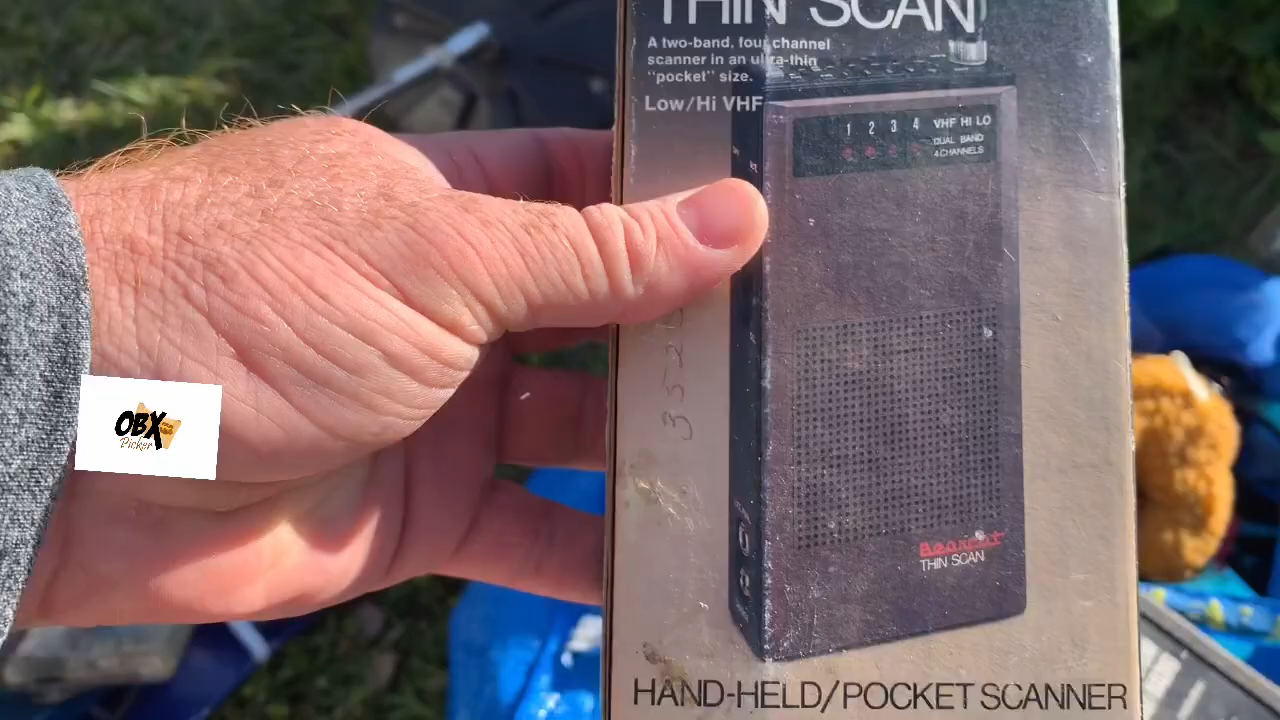 THIN SCAN
A two-band, four channel
scanner in an ultra-thin
"pocket" size.
Low/Hi VHF
1 2 3 4 VHF HI LO
DUAL BAND
4 CHANNELS
3520
Bearcat
THIN SCAN
HAND-HELD/POCKET SCANNER
OBX
Picker